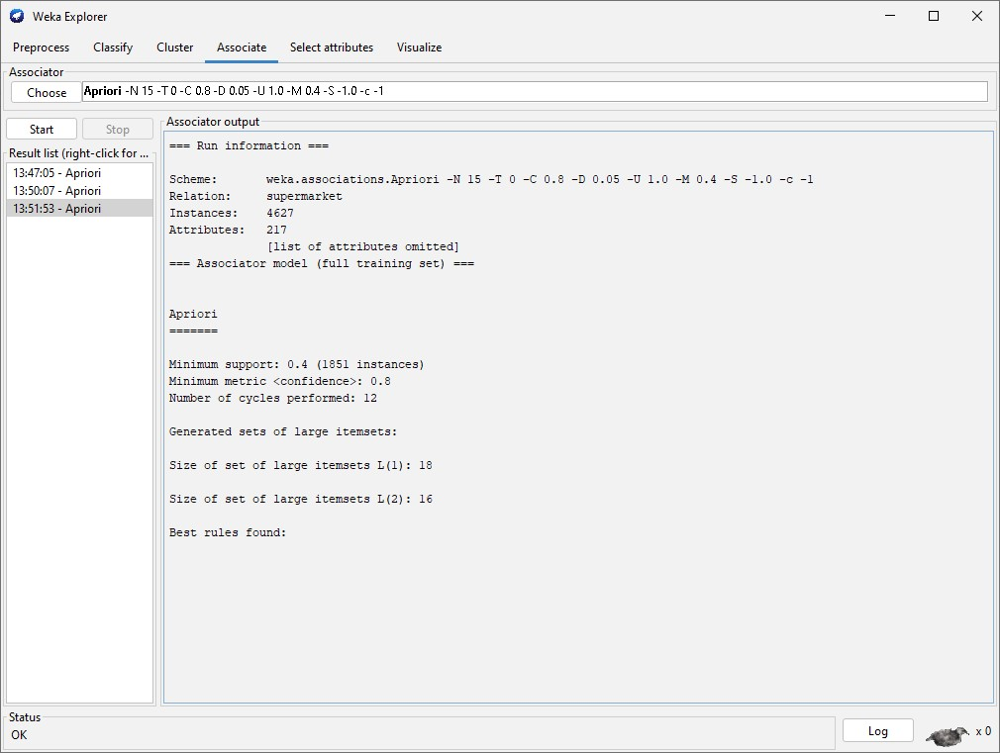 Weka Explorer
Preprocess Classify Cluster Associate Select attributes Visualize
Associator
Choose Apriori -N 15 -T 0 -C 0.8 -D 0.05 -U 1.0 -M 0.4 -S -1.0 -c -1
Start Stop
Result list (right-click for ...
13:47:05 - Apriori
13:50:07 - Apriori
13:51:53 - Apriori
Associator output
=== Run information ===
Scheme: weka.associations.Apriori -N 15 -T 0 -C 0.8 -D 0.05 -U 1.0 -M 0.4 -S -1.0 -c -1
Relation: supermarket
Instances: 4627
Attributes: 217
[list of attributes omitted]
=== Associator model (full training set) ===
Apriori
=======
Minimum support: 0.4 (1851 instances)
Minimum metric <confidence>: 0.8
Number of cycles performed: 12
Generated sets of large itemsets:
Size of set of large itemsets L(1): 18
Size of set of large itemsets L(2): 16
Best rules found:
Status
OK
Log
x 0